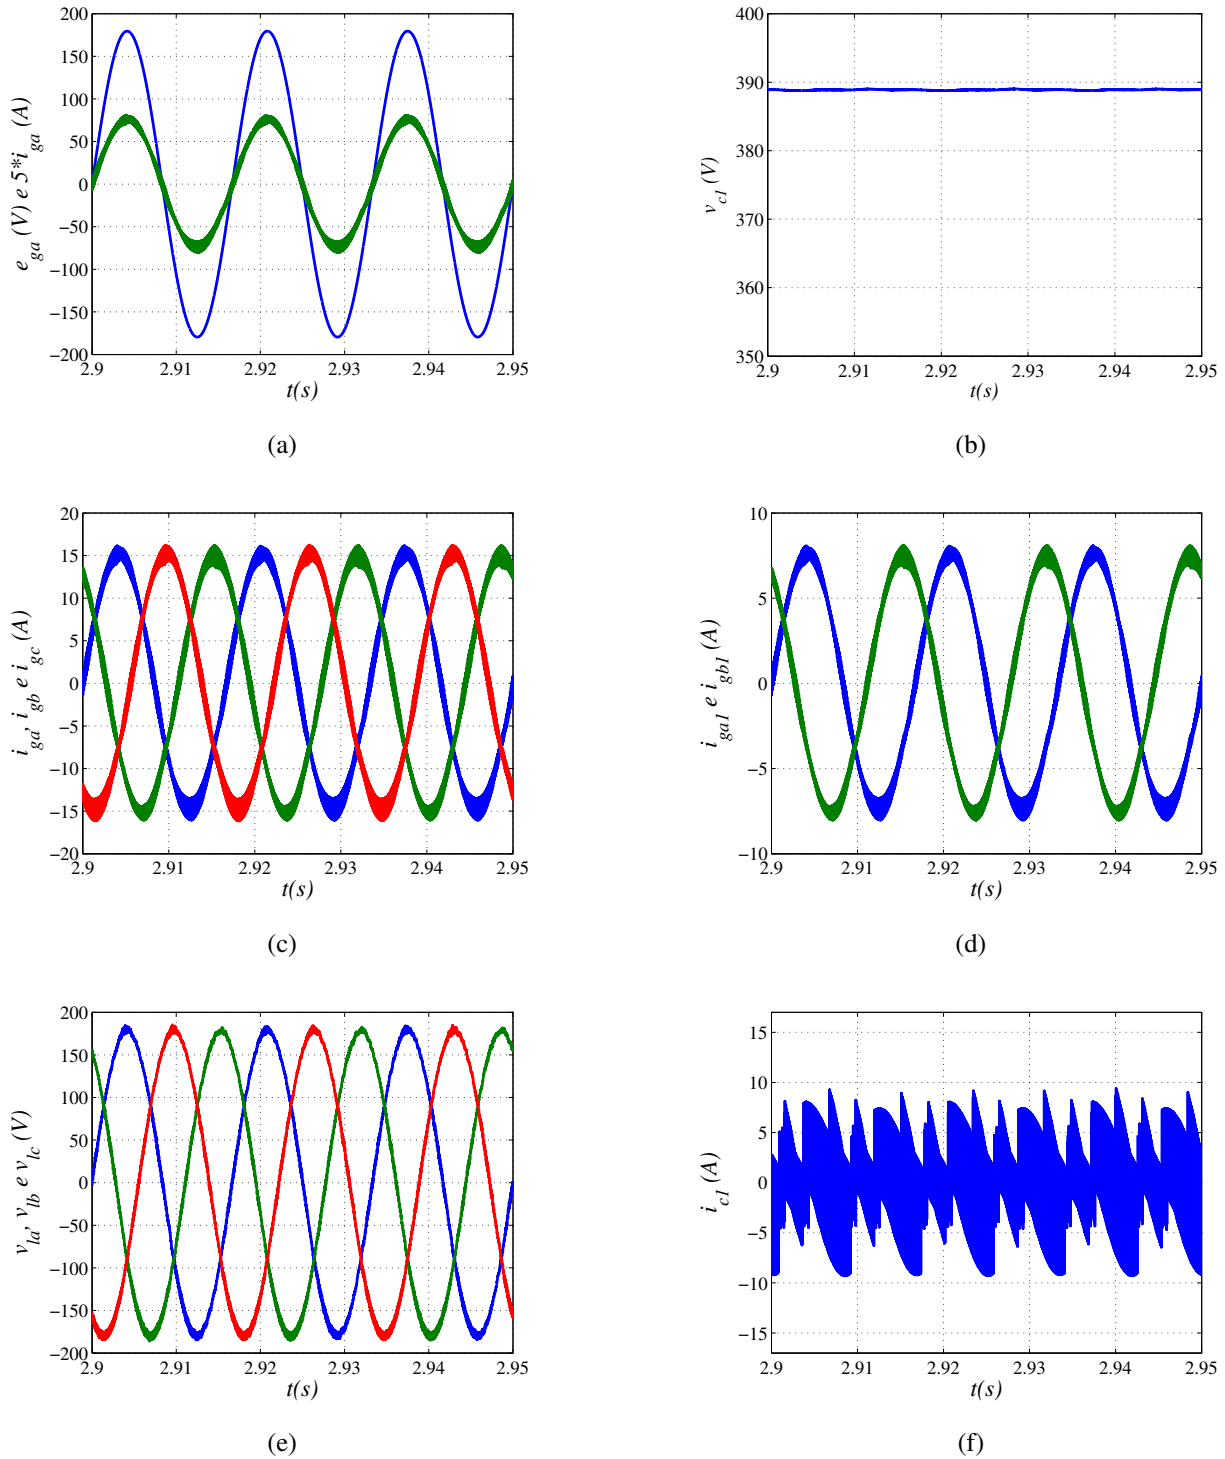 200
150
100
50
0
−50
−100
−150
−200
2.9 2.91 2.92 2.93 2.94 2.95
t(s)
e_ga (V) e 5*i_ga (A)
(a)
400
390
380
370
360
350
2.9 2.91 2.92 2.93 2.94 2.95
t(s)
v_c1 (V)
(b)
20
15
10
5
0
−5
−10
−15
−20
2.9 2.91 2.92 2.93 2.94 2.95
t(s)
i_ga, i_gb e i_gc (A)
(c)
10
5
0
−5
−10
2.9 2.91 2.92 2.93 2.94 2.95
t(s)
i_ga1 e i_gb1 (A)
(d)
200
150
100
50
0
−50
−100
−150
−200
2.9 2.91 2.92 2.93 2.94 2.95
t(s)
v_la, v_lb e v_lc (V)
(e)
15
10
5
0
−5
−10
−15
2.9 2.91 2.92 2.93 2.94 2.95
t(s)
i_c1 (A)
(f)